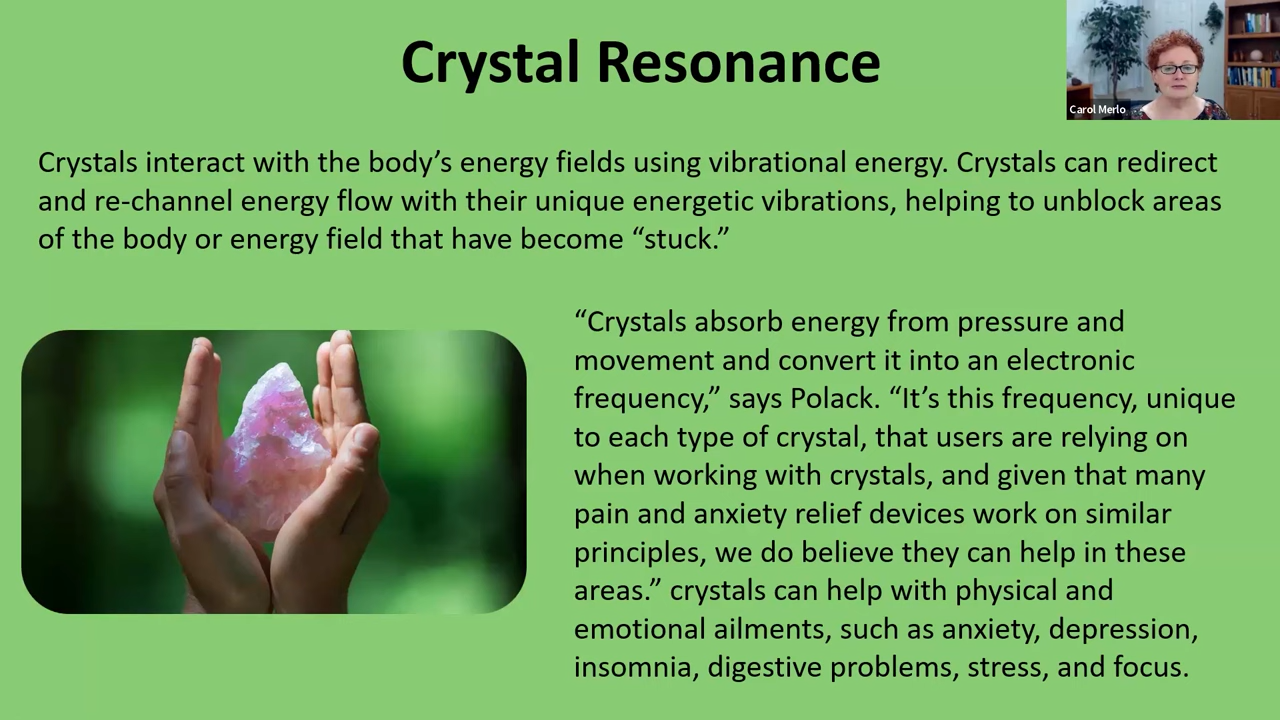 Crystal Resonance
Carol Merlo
Crystals interact with the body’s energy fields using vibrational energy. Crystals can redirect
and re-channel energy flow with their unique energetic vibrations, helping to unblock areas
of the body or energy field that have become “stuck.”
“Crystals absorb energy from pressure and
movement and convert it into an electronic
frequency,” says Polack. “It’s this frequency, unique
to each type of crystal, that users are relying on
when working with crystals, and given that many
pain and anxiety relief devices work on similar
principles, we do believe they can help in these
areas.” crystals can help with physical and
emotional ailments, such as anxiety, depression,
insomnia, digestive problems, stress, and focus.